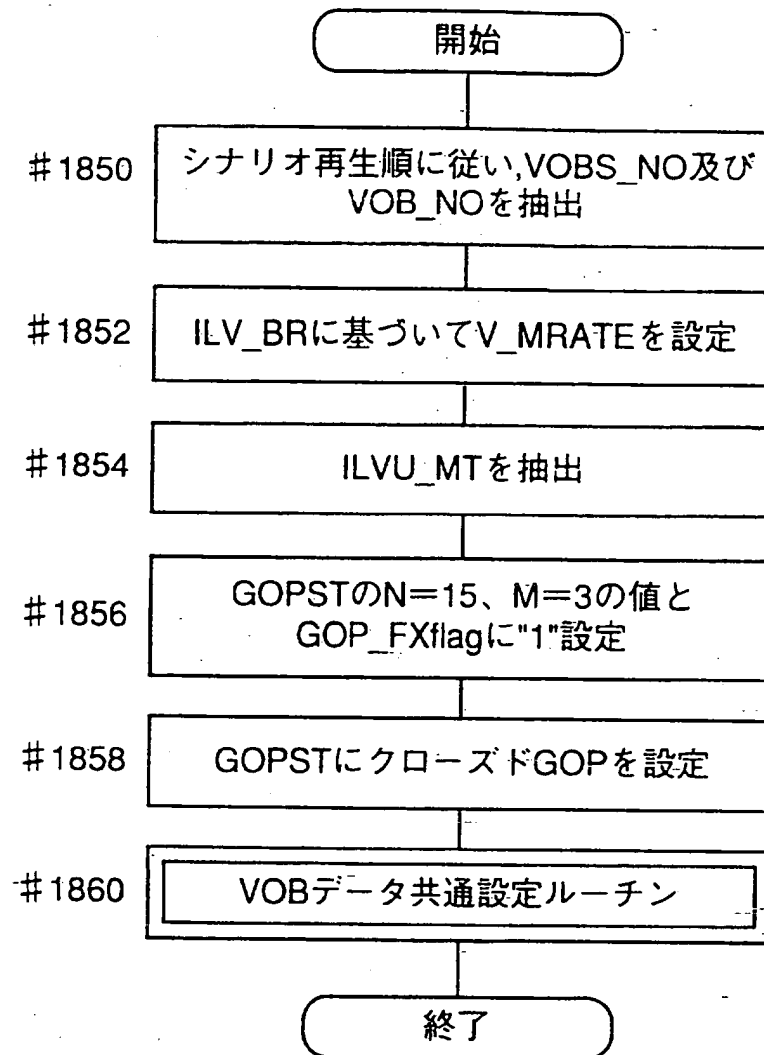 開始
#1850
シナリオ再生順に従い,VOBS_NO及び
VOB_NOを抽出
#1852
ILV_BRに基づいてV_MRATEを設定
#1854
ILVU_MTを抽出
#1856
GOPSTのN=15、M=3の値と
GOP_FXflagに"1"設定
#1858
GOPSTにクローズドGOPを設定
#1860
VOBデータ共通設定ルーチン
終了